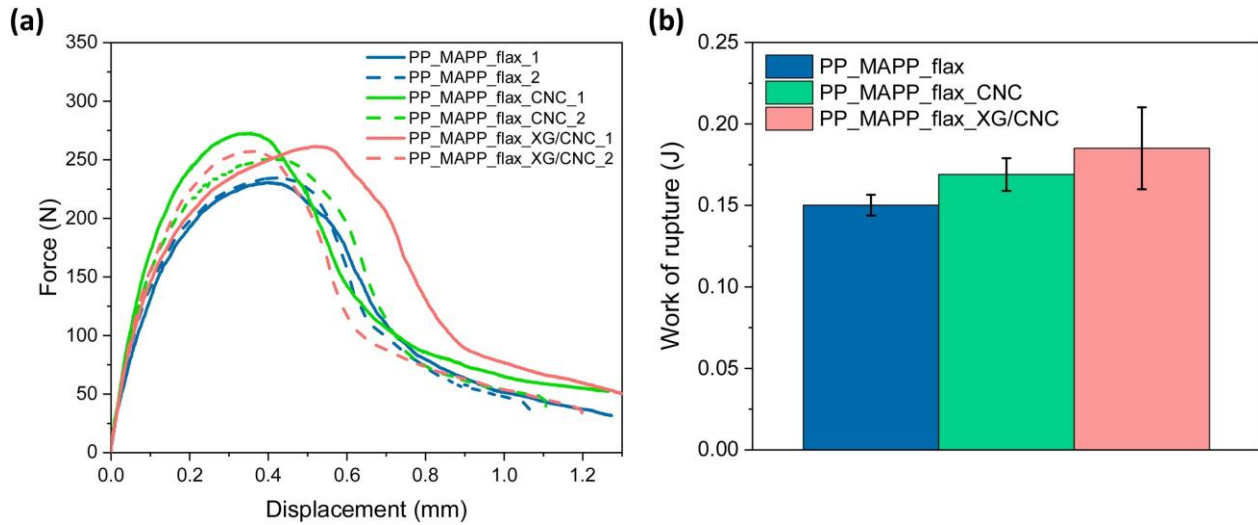 (a)
350
300
250
200
150
100
50
0
Force (N)
0.0 0.2 0.4 0.6 0.8 1.0 1.2
Displacement (mm)
PP_MAPP_flax_1
PP_MAPP_flax_2
PP_MAPP_flax_CNC_1
PP_MAPP_flax_CNC_2
PP_MAPP_flax_XG/CNC_1
PP_MAPP_flax_XG/CNC_2
(b)
0.25
0.20
0.15
0.10
0.05
0.00
Work of rupture (J)
PP_MAPP_flax
PP_MAPP_flax_CNC
PP_MAPP_flax_XG/CNC